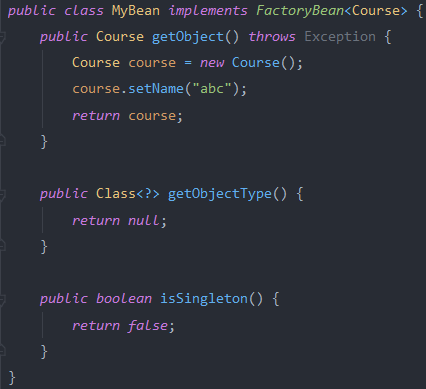 public class MyBean implements FactoryBean<Course> {
    public Course getObject() throws Exception {
        Course course = new Course();
        course.setName("abc");
        return course;
    }

    public Class<?> getObjectType() {
        return null;
    }

    public boolean isSingleton() {
        return false;
    }
}